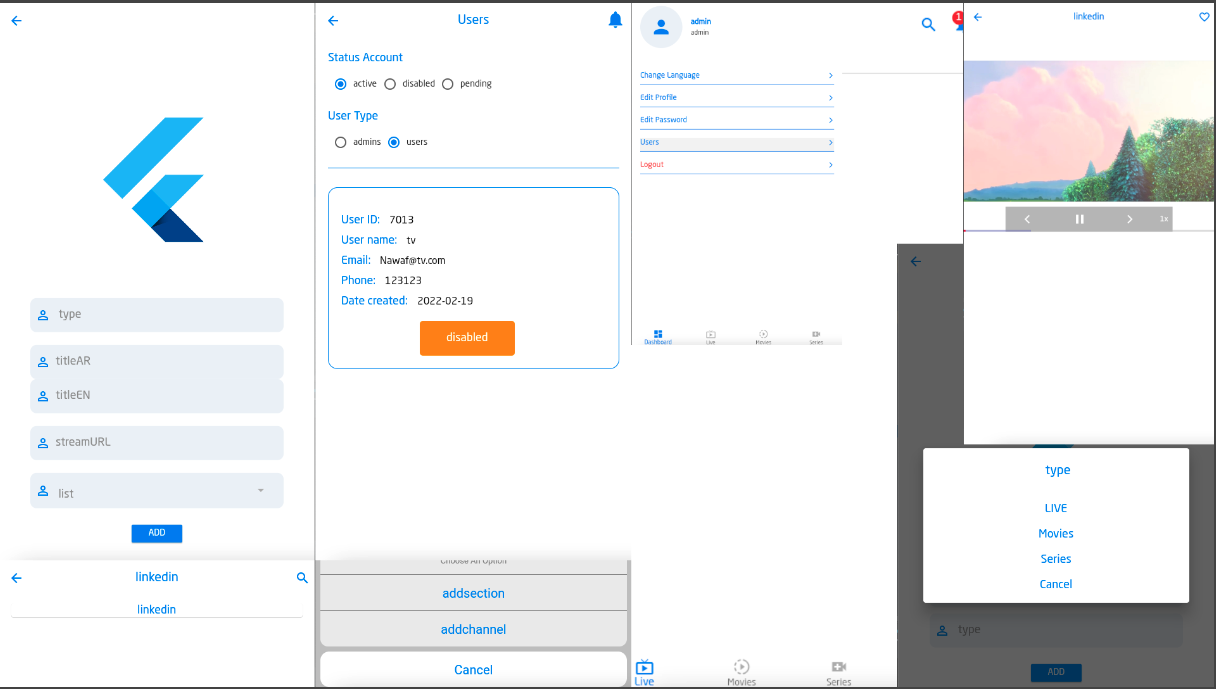 type
titleAR
titleEN
streamURL
list
ADD
linkedin
linkedin
Users
Status Account
active disabled pending
User Type
admins users
User ID: 7013
User name: tv
Email: Nawaf@tv.com
Phone: 123123
Date created: 2022-02-19
disabled
Choose An Option
addsection
addchannel
Cancel
admin
admin
1
Change Language
Edit Profile
Edit Password
Users
Logout
Dashboard Live Movies Series
Live Movies Series
linkedin
1x
type
LIVE
Movies
Series
Cancel
type
ADD